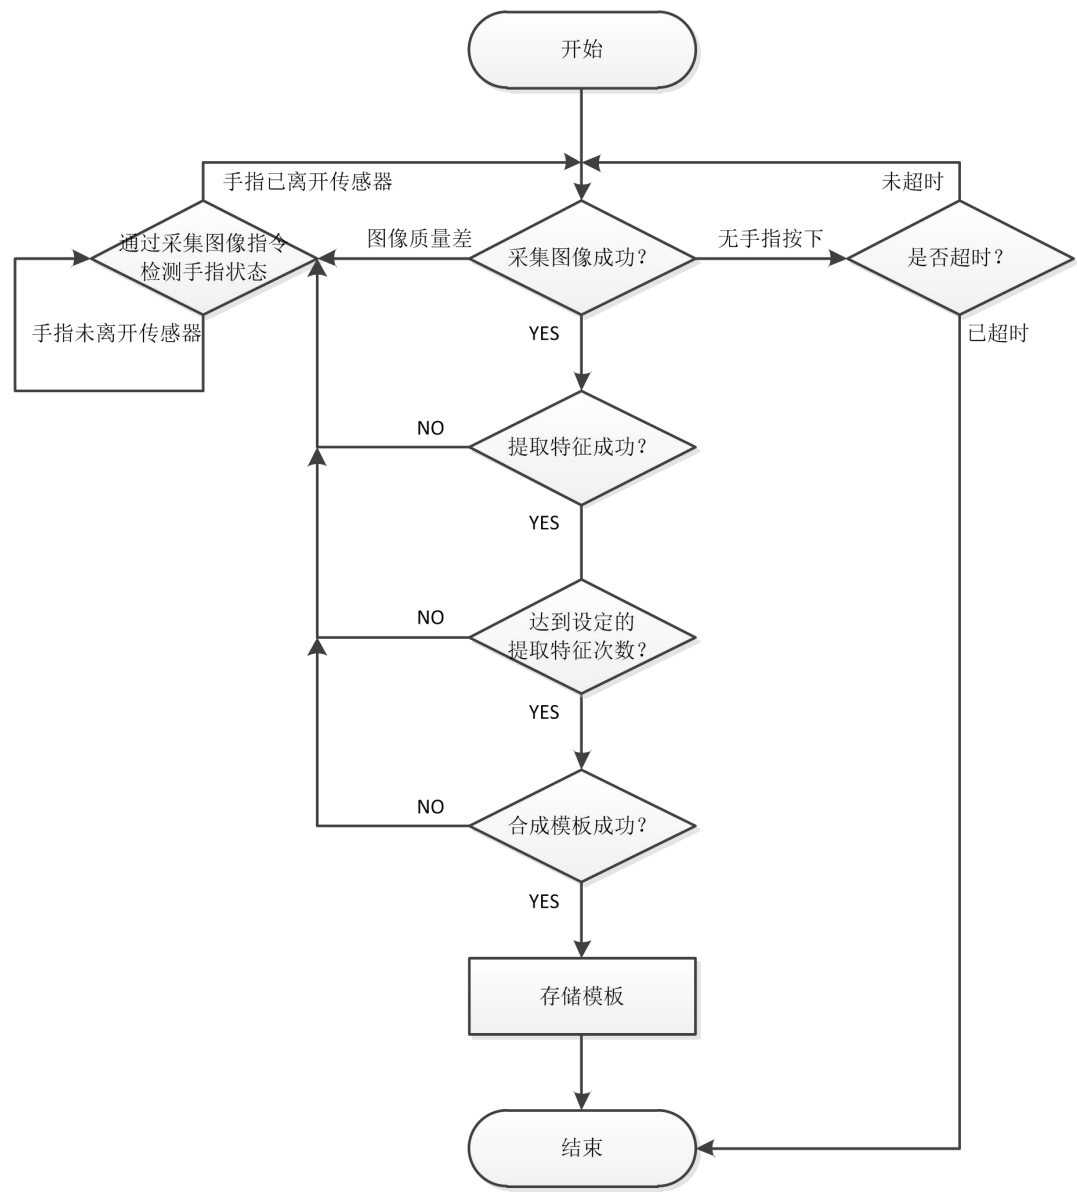 开始
手指已离开传感器
未超时
通过采集图像指令
检测手指状态
图像质量差
采集图像成功？
无手指按下
是否超时？
手指未离开传感器
YES
已超时
NO
提取特征成功？
YES
NO
达到设定的
提取特征次数？
YES
NO
合成模板成功？
YES
存储模板
结束